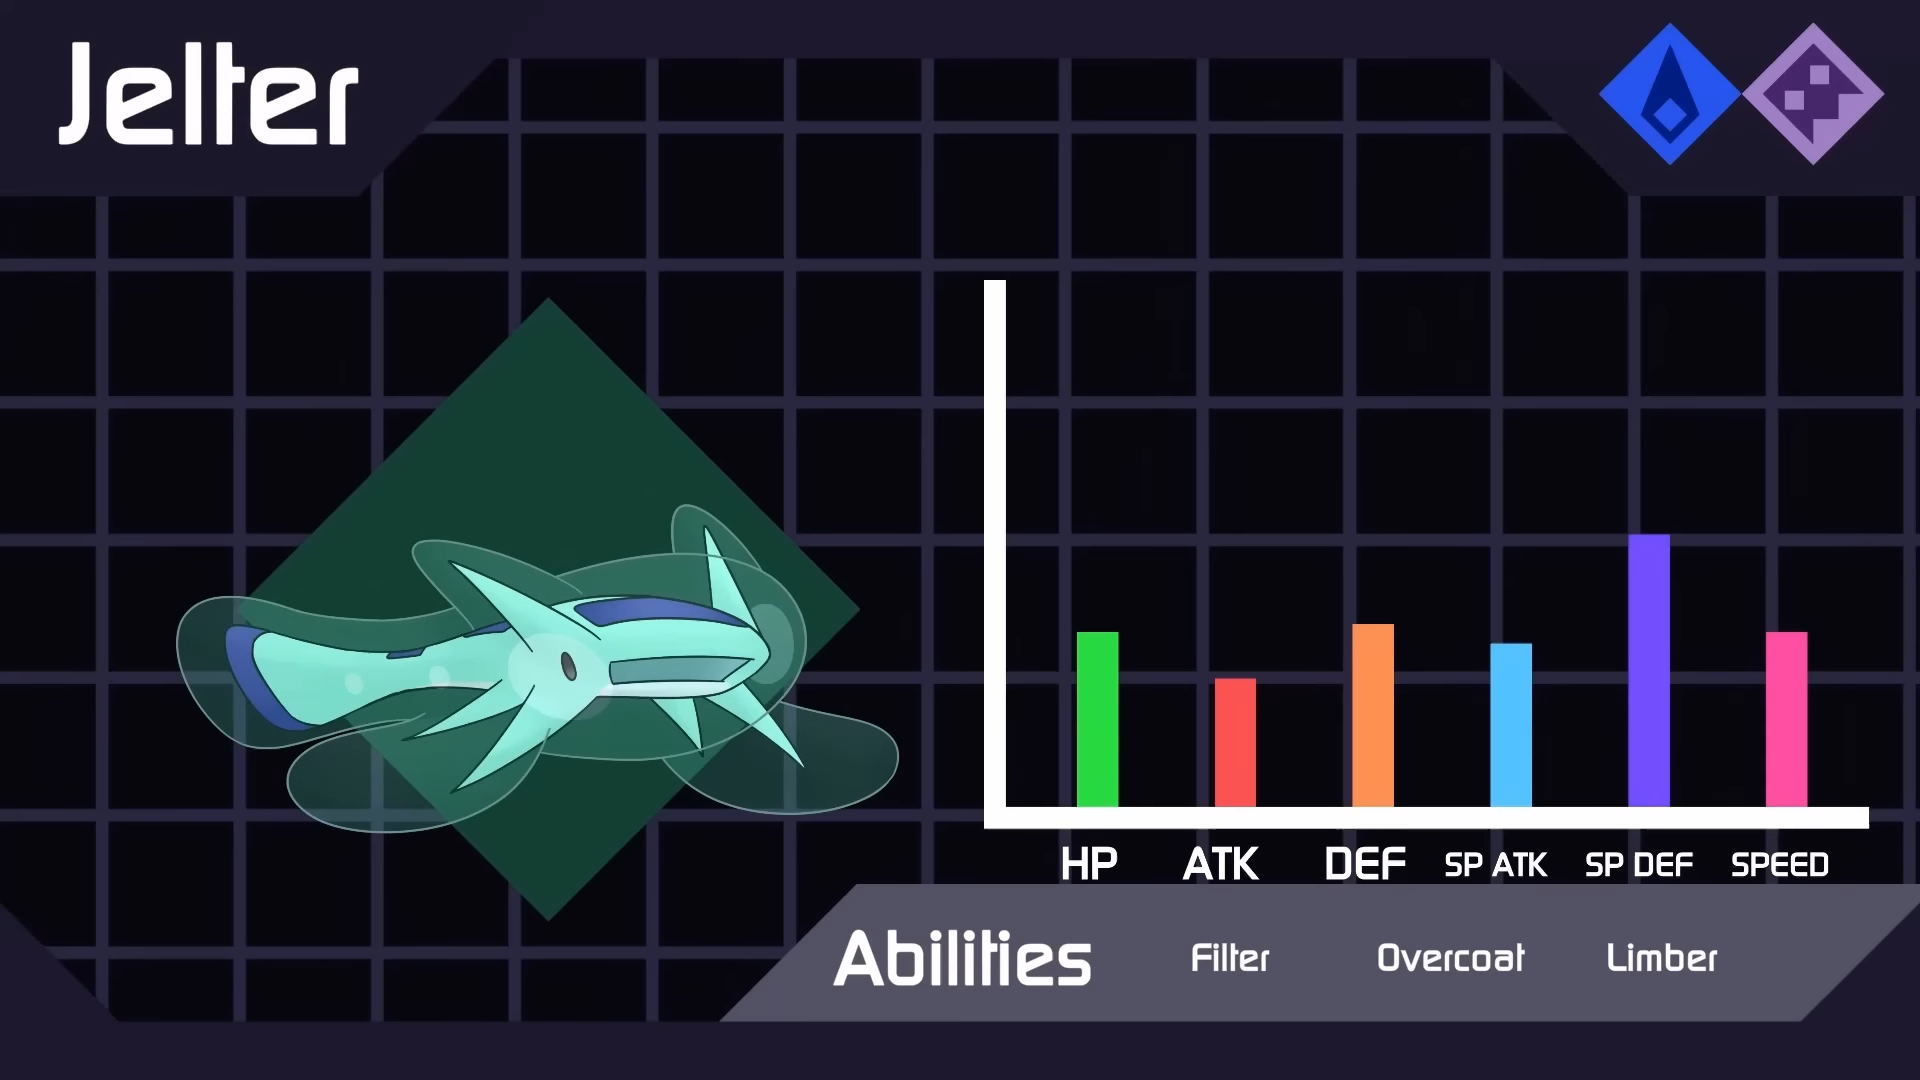 Jelter
HP ATK DEF SP ATK SP DEF SPEED
Abilities Filter Overcoat Limber